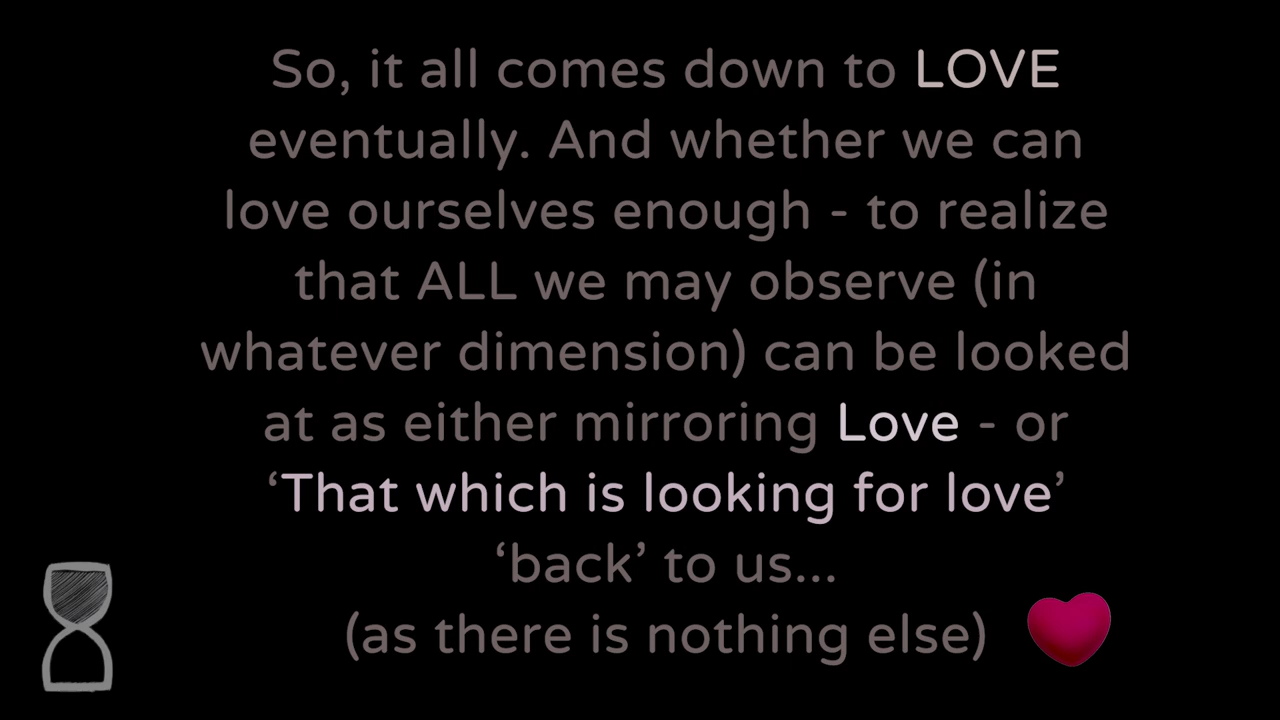 So, it all comes down to LOVE
eventually. And whether we can
love ourselves enough - to realize
that ALL we may observe (in
whatever dimension) can be looked
at as either mirroring Love - or
‘That which is looking for love’
‘back’ to us...
(as there is nothing else)